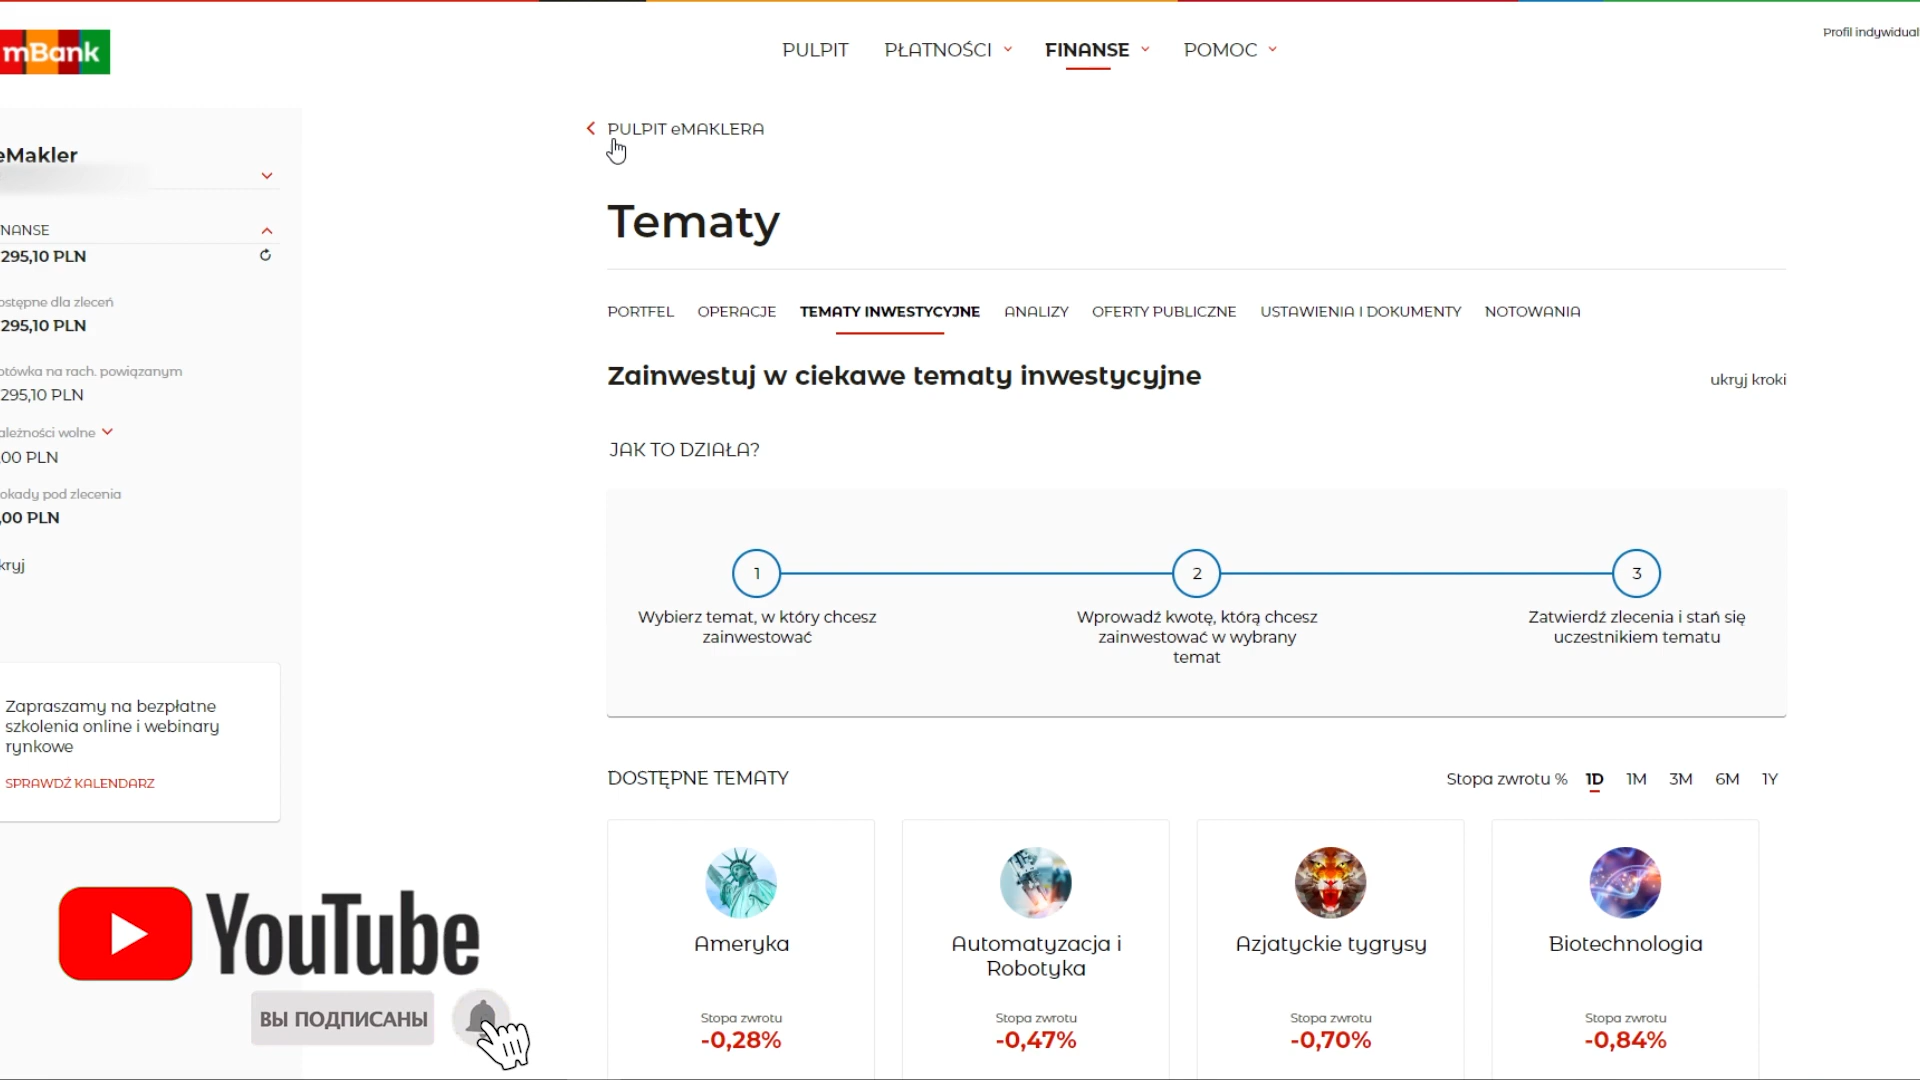 mBank
PULPIT PŁATNOŚCI FINANSE POMOC
Profil indywidual
PULPIT eMAKLERA
eMakler
Tematy
NANSE
295,10 PLN
ostępne dla zleceń
295,10 PLN
otówka na rach. powiązanym
295,10 PLN
ależności wolne
,00 PLN
okady pod zlecenia
,00 PLN
kryj
Zapraszamy na bezpłatne
szkolenia online i webinary
rynkowe
SPRAWDŹ KALENDARZ
PORTFEL OPERACJE TEMATY INWESTYCYJNE ANALIZY OFERTY PUBLICZNE USTAWIENIA I DOKUMENTY NOTOWANIA
Zainwestuj w ciekawe tematy inwestycyjne
ukryj kroki
JAK TO DZIAŁA?
1
Wybierz temat, w który chcesz
zainwestować
2
Wprowadź kwotę, którą chcesz
zainwestować w wybrany
temat
3
Zatwierdź zlecenia i stań się
uczestnikiem tematu
DOSTĘPNE TEMATY
Stopa zwrotu % 1D 1M 3M 6M 1Y
Ameryka
Stopa zwrotu
-0,28%
Automatyzacja i
Robotyka
Stopa zwrotu
-0,47%
Azjatyckie tygrysy
Stopa zwrotu
-0,70%
Biotechnologia
Stopa zwrotu
-0,84%
YouTube
ВЫ ПОДПИСАНЫ